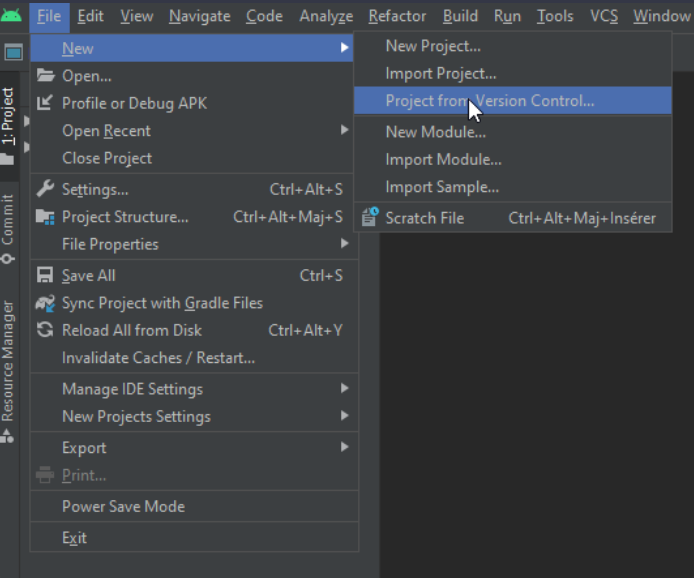 File Edit View Navigate Code Analyze Refactor Build Run Tools VCS Window
New
Open...
Profile or Debug APK
Open Recent
Close Project
Settings... Ctrl+Alt+S
Project Structure... Ctrl+Alt+Maj+S
File Properties
Save All Ctrl+S
Sync Project with Gradle Files
Reload All from Disk Ctrl+Alt+Y
Invalidate Caches / Restart...
Manage IDE Settings
New Projects Settings
Export
Print...
Power Save Mode
Exit
New Project...
Import Project...
Project from Version Control...
New Module...
Import Module...
Import Sample...
Scratch File Ctrl+Alt+Maj+Insérer
1: Project
Commit
Resource Manager